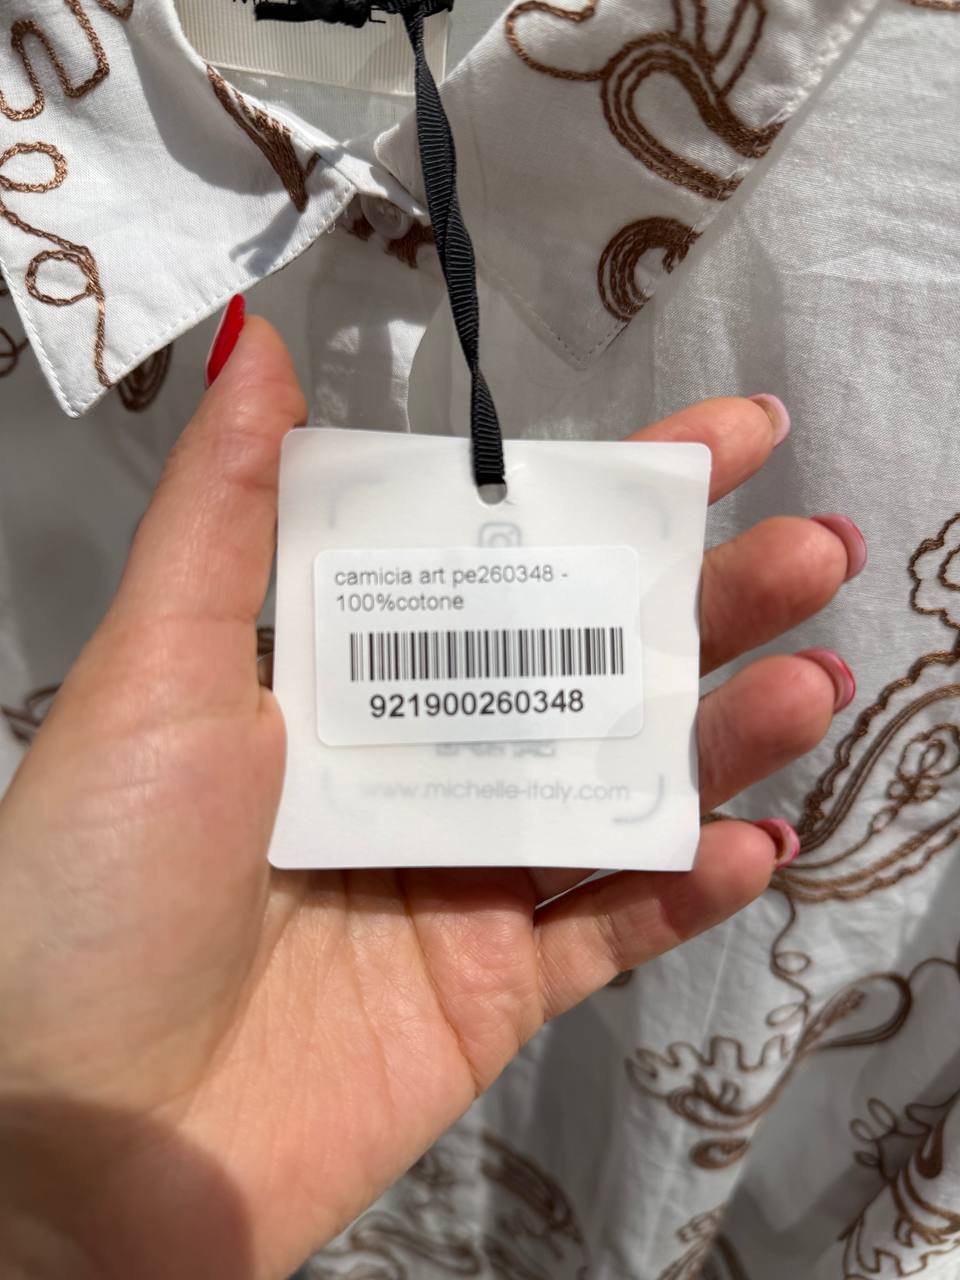 camicia art pe260348 -
100%cotone
921900260348
www.michelle-italy.com